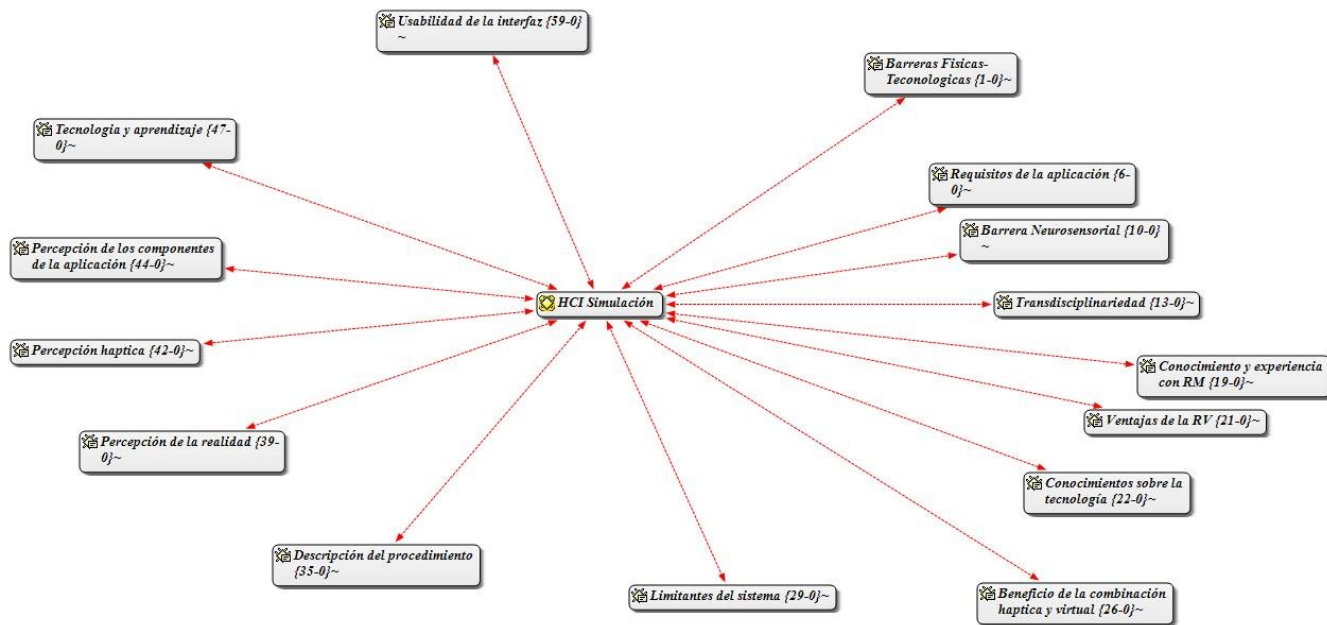 Usabilidad de la interfaz {59-0}
~
Barreras Fisicas-
Teconologicas {1-0}~
Tecnologia y aprendizaje {47-
0}~
Requisitos de la aplicación {6-
0}~
Barrera Neurosensorial {10-0}
~
Percepción de los componentes
de la aplicación {44-0}~
HCI Simulación
Transdisciplinariedad {13-0}~
Percepción haptica {42-0}~
Conocimiento y experiencia
con RM {19-0}~
Ventajas de la RV {21-0}~
Percepción de la realidad {39-
0}~
Conocimientos sobre la
tecnología {22-0}~
Descripción del procedimiento
{35-0}~
Limitantes del sistema {29-0}~
Beneficio de la combinación
haptica y virtual {26-0}~